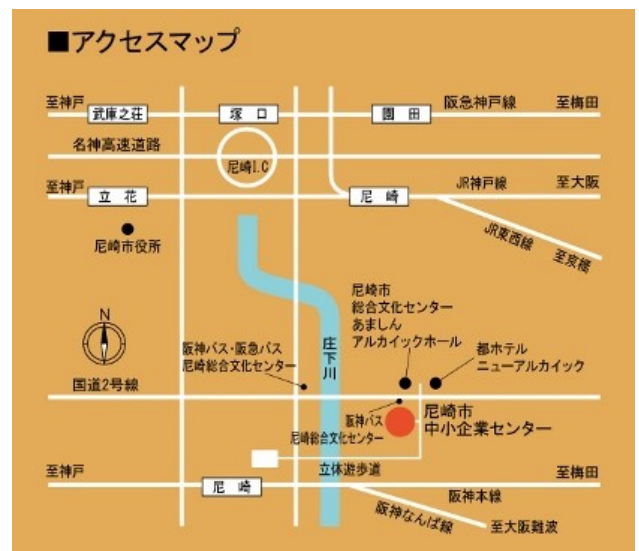 ■アクセスマップ
至神戸
武庫之荘
塚口
園田
阪急神戸線
至梅田
名神高速道路
尼崎I.C
至神戸
立花
尼崎
JR神戸線
至大阪
JR東西線
至京橋
尼崎市役所
N
尼崎市
総合文化センター
あましん
アルカイックホール
阪神バス・阪急バス
尼崎総合文化センター
庄下川
都ホテル
ニューアルカイック
国道2号線
阪神バス
尼崎総合文化センター
尼崎市
中小企業センター
立体遊歩道
至神戸
尼崎
阪神本線
至梅田
阪神なんば線
至大阪難波